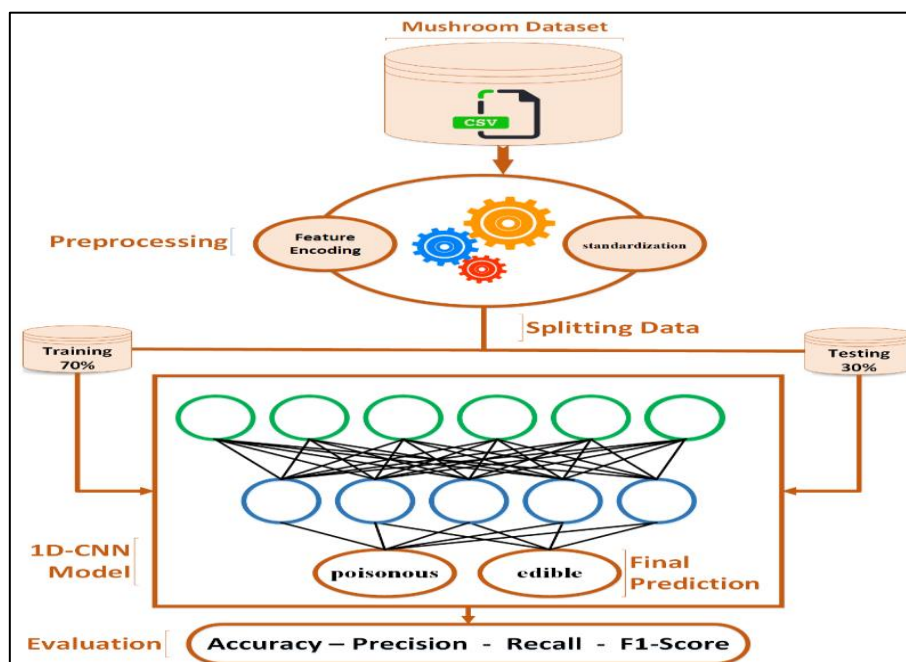 Mushroom Dataset
CSV
Preprocessing
Feature
Encoding
standardization
Splitting Data
Training
70%
Testing
30%
1D-CNN
Model
poisonous
edible
Final
Prediction
Evaluation
Accuracy – Precision - Recall - F1-Score